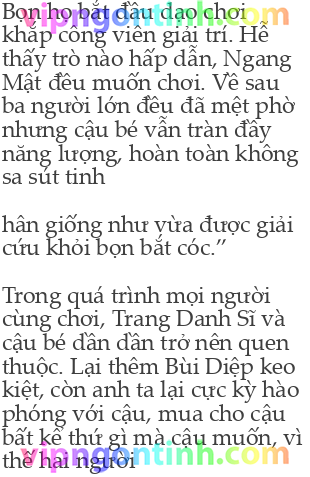 Bọn họ bắt đầu dạo chơi
vipngontinh.com
khắp công viên giải trí. Hễ
thấy trò nào hấp dẫn, Ngang
Mật đều muốn chơi. Về sau
ba người lớn đều đã mệt phờ
nhưng cậu bé vẫn tràn đầy
năng lượng, hoàn toàn không
sa sút tinh
hân giống như vừa được giải
cứu khỏi bọn bắt cóc.”
Trong quá trình mọi người
cùng chơi, Trang Danh Sĩ và
cậu bé dần dần trở nên quen
thuộc. Lại thêm Bùi Diệp keo
kiệt, còn anh ta lại cực kỳ hào
phóng với cậu, mua cho cậu
bất kể thứ gì mà cậu muốn, vì
vipngontinh.com
thế hai người